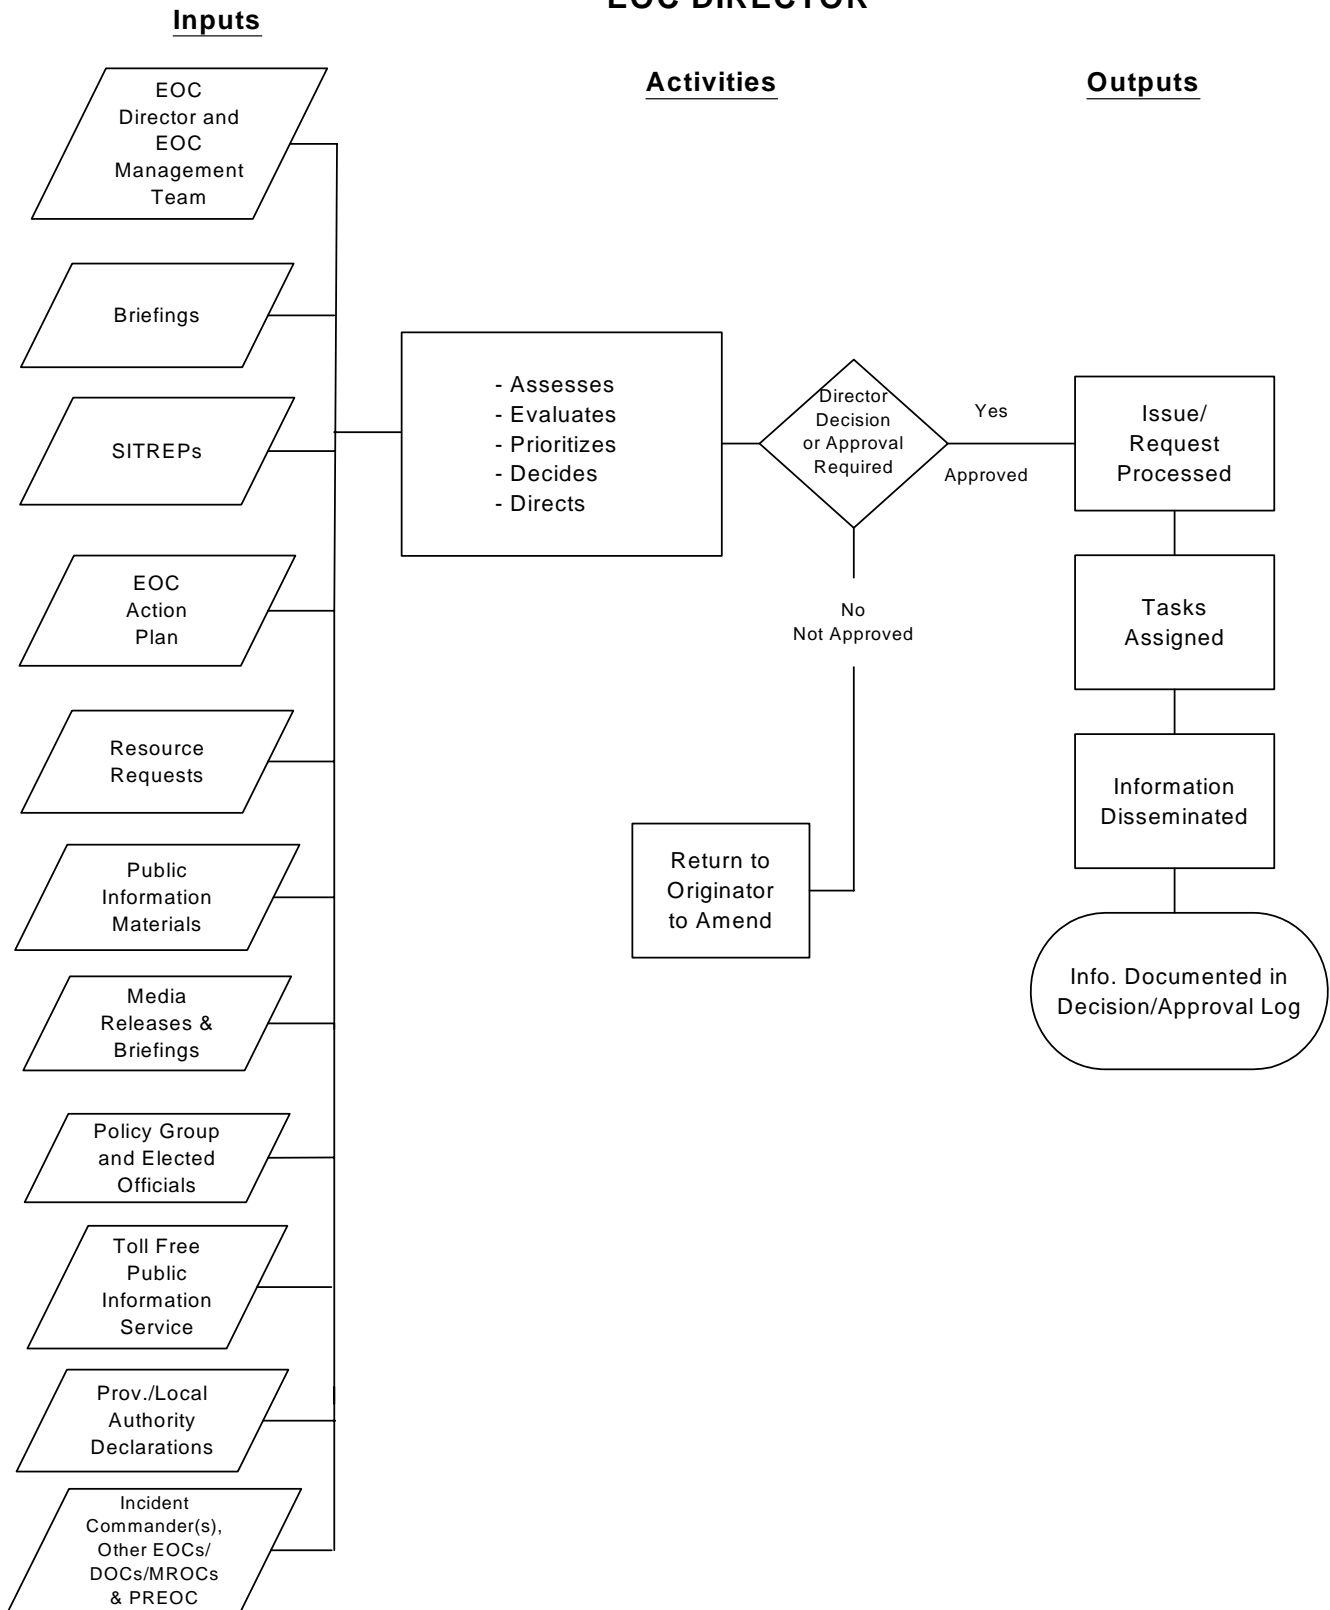 EOC DIRECTOR
Inputs
Activities
Outputs
EOC
Director and
EOC
Management
Team
Briefings
SITREPs
EOC
Action
Plan
Resource
Requests
Public
Information
Materials
Media
Releases &
Briefings
Policy Group
and Elected
Officials
Toll Free
Public
Information
Service
Prov./Local
Authority
Declarations
Incident
Commander(s),
Other EOCs/
DOCs/MROCs
& PREOC
- Assesses
- Evaluates
- Prioritizes
- Decides
- Directs
Director
Decision
or Approval
Required
Yes
Approved
No
Not Approved
Return to
Originator
to Amend
Issue/
Request
Processed
Tasks
Assigned
Information
Disseminated
Info. Documented in
Decision/Approval Log